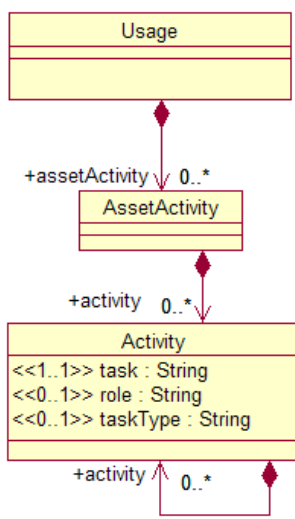 Usage
+assetActivity 0..*
AssetActivity
+activity 0..*
Activity
<<1..1>> task : String
<<0..1>> role : String
<<0..1>> taskType : String
+activity 0..*